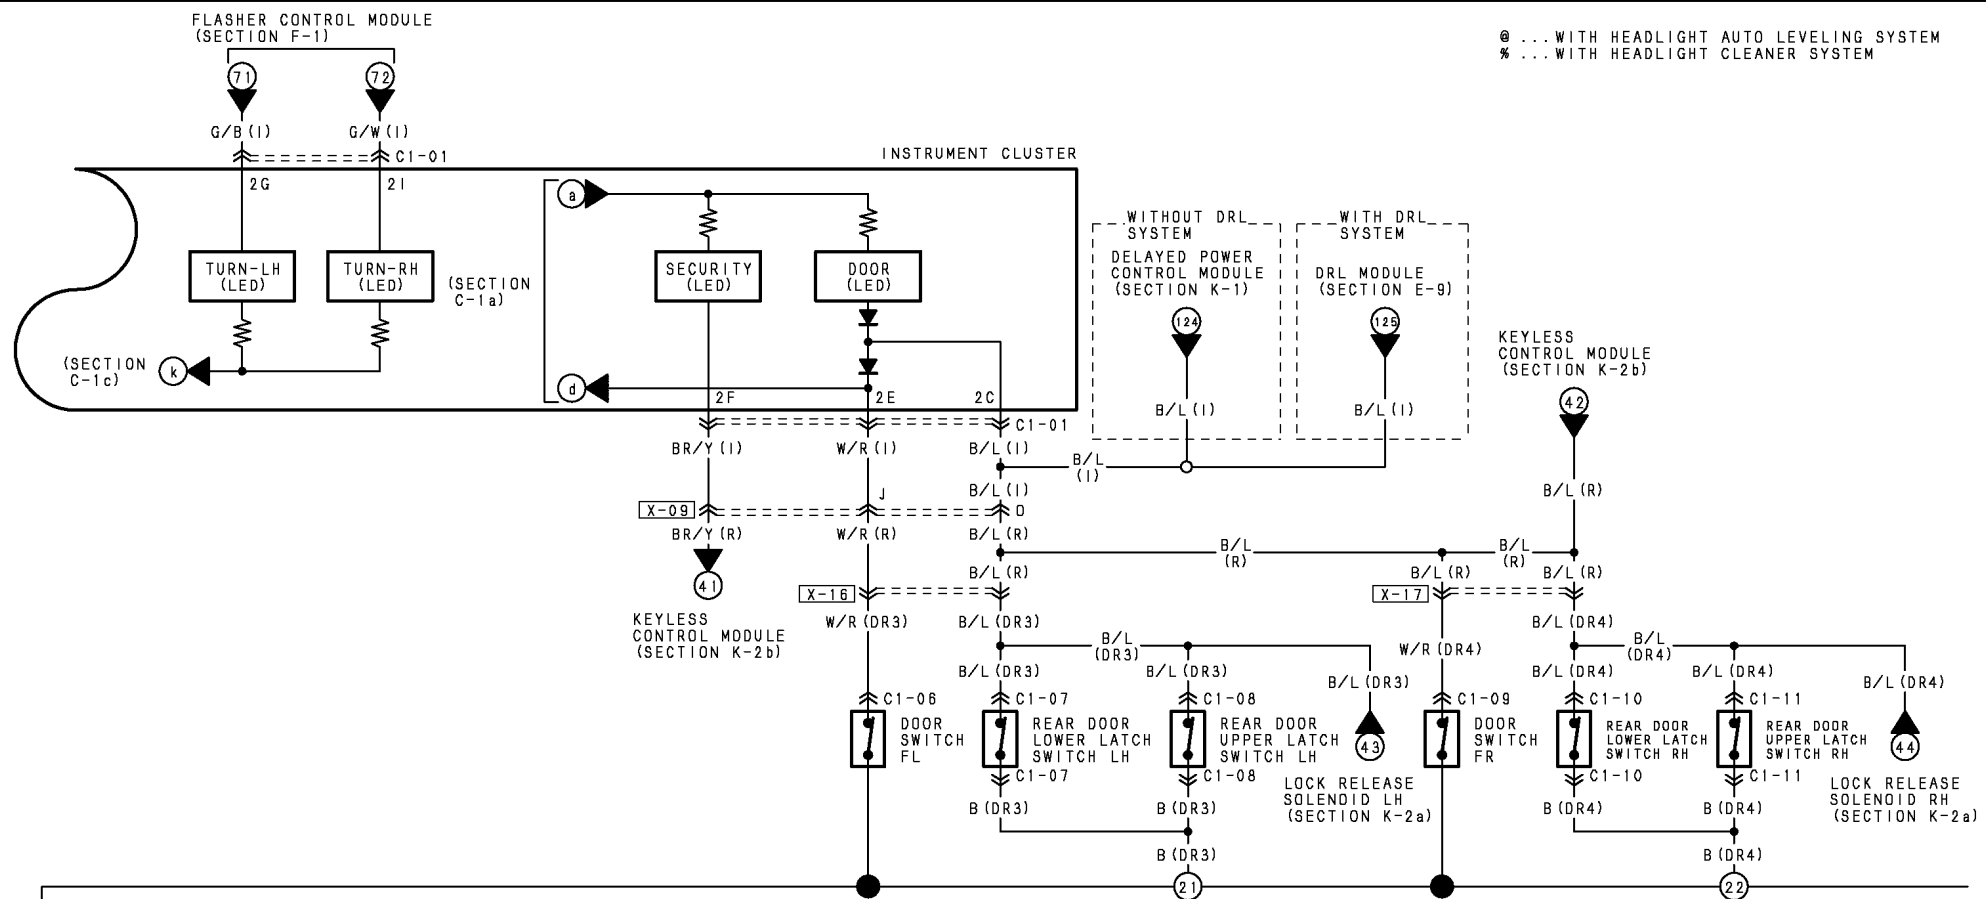 FLASHER CONTROL MODULE
(SECTION F-1)
@ ...WITH HEADLIGHT AUTO LEVELING SYSTEM
% ...WITH HEADLIGHT CLEANER SYSTEM
71
72
G/B(I)
G/W(I)
C1-01
INSTRUMENT CLUSTER
2G
2I
a
WITHOUT DRL
SYSTEM
WITH DRL
SYSTEM
DELAYED POWER
CONTROL MODULE
(SECTION K-1)
DRL MODULE
(SECTION E-9)
TURN-LH
(LED)
TURN-RH
(LED)
(SECTION
C-1a)
SECURITY
(LED)
DOOR
(LED)
124
125
KEYLESS
CONTROL MODULE
(SECTION K-2b)
(SECTION
C-1c)
k
d
2F
2E
2C
42
B/L(I)
B/L(I)
C1-01
BR/Y(I)
W/R(I)
B/L(I)
B/L
(I)
B/L(I)
B/L(R)
J
X-09
O
BR/Y(R)
W/R(R)
B/L(R)
B/L
(R)
B/L
(R)
41
B/L(R)
B/L(R)
B/L(R)
X-16
X-17
KEYLESS
CONTROL MODULE
(SECTION K-2b)
W/R(DR3)
B/L(DR3)
B/L(DR4)
B/L
(DR3)
W/R(DR4)
B/L
(DR4)
B/L(DR3)
B/L(DR3)
B/L(DR3)
B/L(DR4)
B/L(DR4)
B/L(DR4)
C1-06
C1-07
C1-08
C1-09
C1-10
C1-11
DOOR
SWITCH
FL
REAR DOOR
LOWER LATCH
SWITCH LH
REAR DOOR
UPPER LATCH
SWITCH LH
43
DOOR
SWITCH
FR
REAR DOOR
LOWER LATCH
SWITCH RH
REAR DOOR
UPPER LATCH
SWITCH RH
44
C1-07
C1-08
C1-10
C1-11
LOCK RELEASE
SOLENOID LH
(SECTION K-2a)
LOCK RELEASE
SOLENOID RH
(SECTION K-2a)
B(DR3)
B(DR3)
B(DR4)
B(DR4)
B(DR3)
B(DR4)
21
22